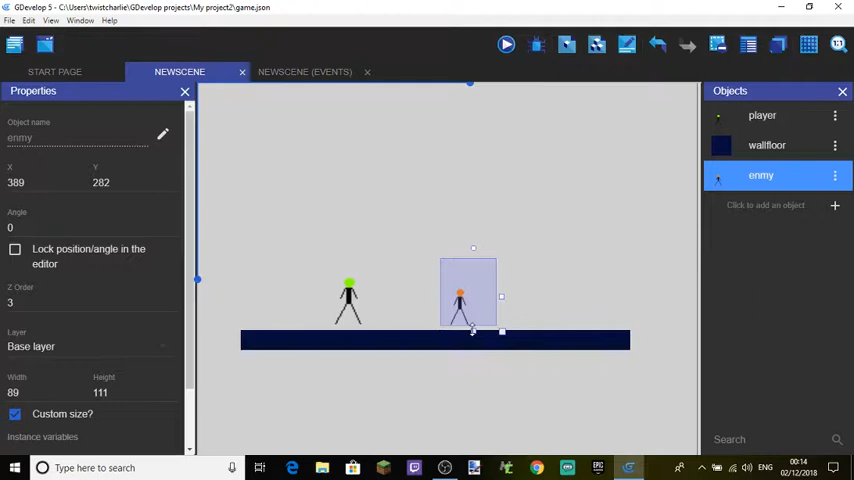 GDevelop 5 - C:\Users\twistcharlie\GDevelop projects\My project2\game.json
File Edit View Window Help
START PAGE NEWSCENE NEWSCENE (EVENTS)
Properties
Object name
enmy
X Y
389 282
Angle
0
Lock position/angle in the
editor
Z Order
3
Layer
Base layer
Width Height
89 111
Custom size?
Instance variables
Objects
player
wallfloor
enmy
Click to add an object
Search
1:1
Type here to search
EPIC
ENG
00:14
02/12/2018